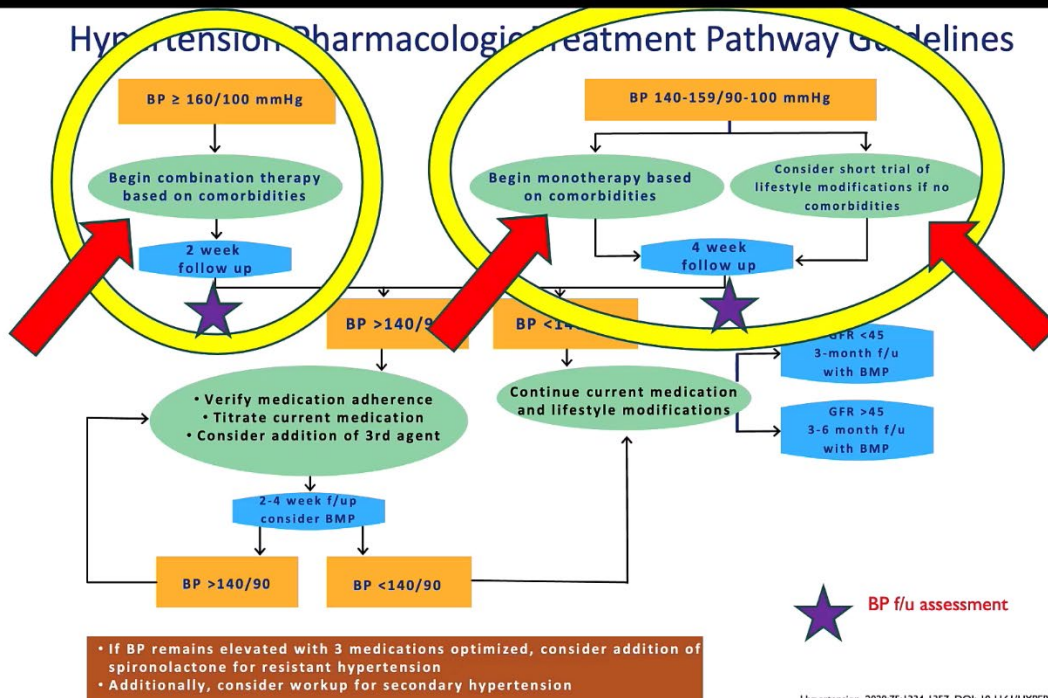 Hypertension Pharmacologic Treatment Pathway Guidelines
BP ≥ 160/100 mmHg
BP 140-159/90-100 mmHg
Begin combination therapy
based on comorbidities
Begin monotherapy based
on comorbidities
Consider short trial of
lifestyle modifications if no
comorbidities
2 week
follow up
4 week
follow up
BP >140/9
BP <14
GFR <45
3-month f/u
with BMP
• Verify medication adherence
• Titrate current medication
• Consider addition of 3rd agent
Continue current medication
and lifestyle modifications
GFR >45
3-6 month f/u
with BMP
2-4 week f/up
consider BMP
BP >140/90
BP <140/90
BP f/u assessment
• If BP remains elevated with 3 medications optimized, consider addition of
spironolactone for resistant hypertension
• Additionally, consider workup for secondary hypertension